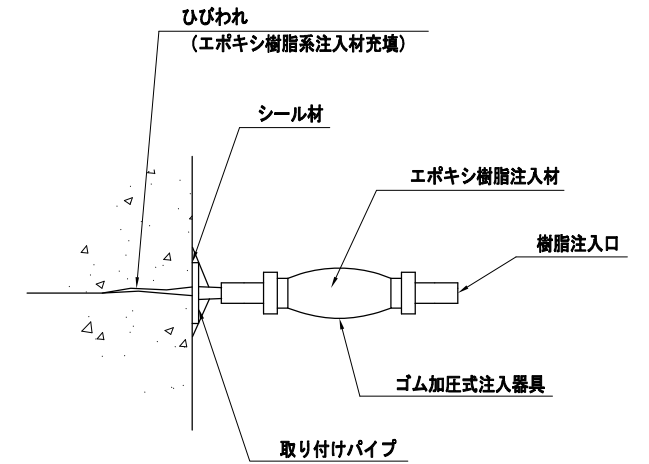 ひびわれ
（エポキシ樹脂系注入材充填）
シール材
エポキシ樹脂注入材
樹脂注入口
ゴム加圧式注入器具
取り付けパイプ